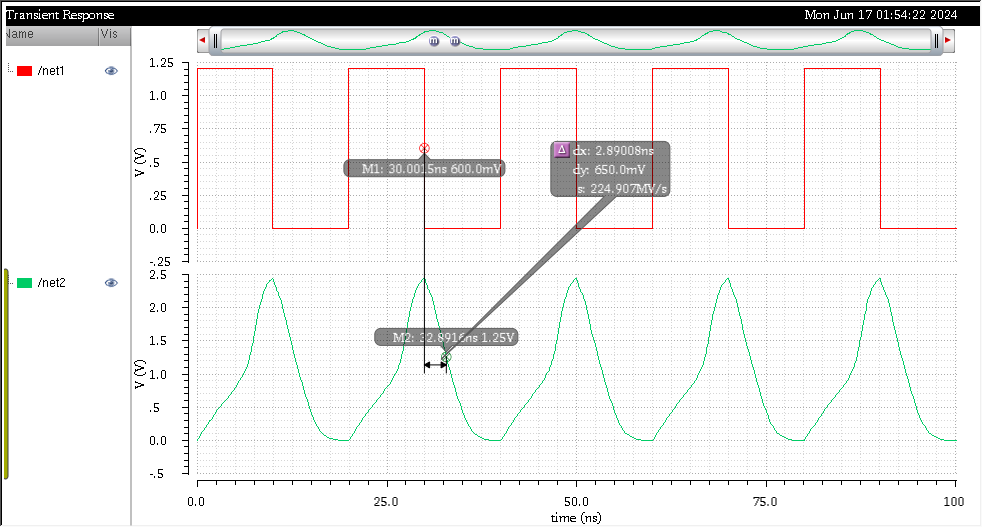 Transient Response
Mon Jun 17 01:54:22 2024
Name
Vis
/net1
/net2
m
m
1.25
1.0
.75
.5
.25
0.0
-.25
V (V)
M1: 30.0015ns 600.0mV
Δ dx: 2.89008ns
dy: 650.0mV
s: 224.907MV/s
2.5
2.0
1.5
1.0
.5
0.0
-.5
V (V)
M2: 32.8916ns 1.25V
0.0
25.0
50.0
75.0
100
time (ns)